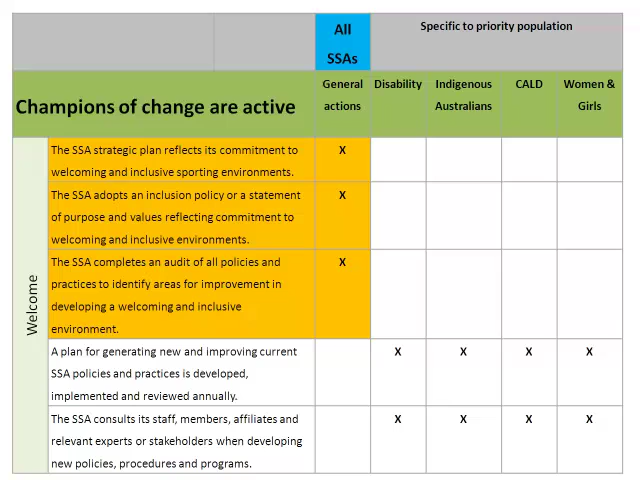 All
SSAs
Specific to priority population
Champions of change are active
General
actions
Disability
Indigenous
Australians
CALD
Women &
Girls
Welcome
The SSA strategic plan reflects its commitment to
welcoming and inclusive sporting environments.
X
The SSA adopts an inclusion policy or a statement
of purpose and values reflecting commitment to
welcoming and inclusive environments.
X
The SSA completes an audit of all policies and
practices to identify areas for improvement in
developing a welcoming and inclusive
environment.
X
A plan for generating new and improving current
SSA policies and practices is developed,
implemented and reviewed annually.
X X X X
The SSA consults its staff, members, affiliates and
relevant experts or stakeholders when developing
new policies, procedures and programs.
X X X X